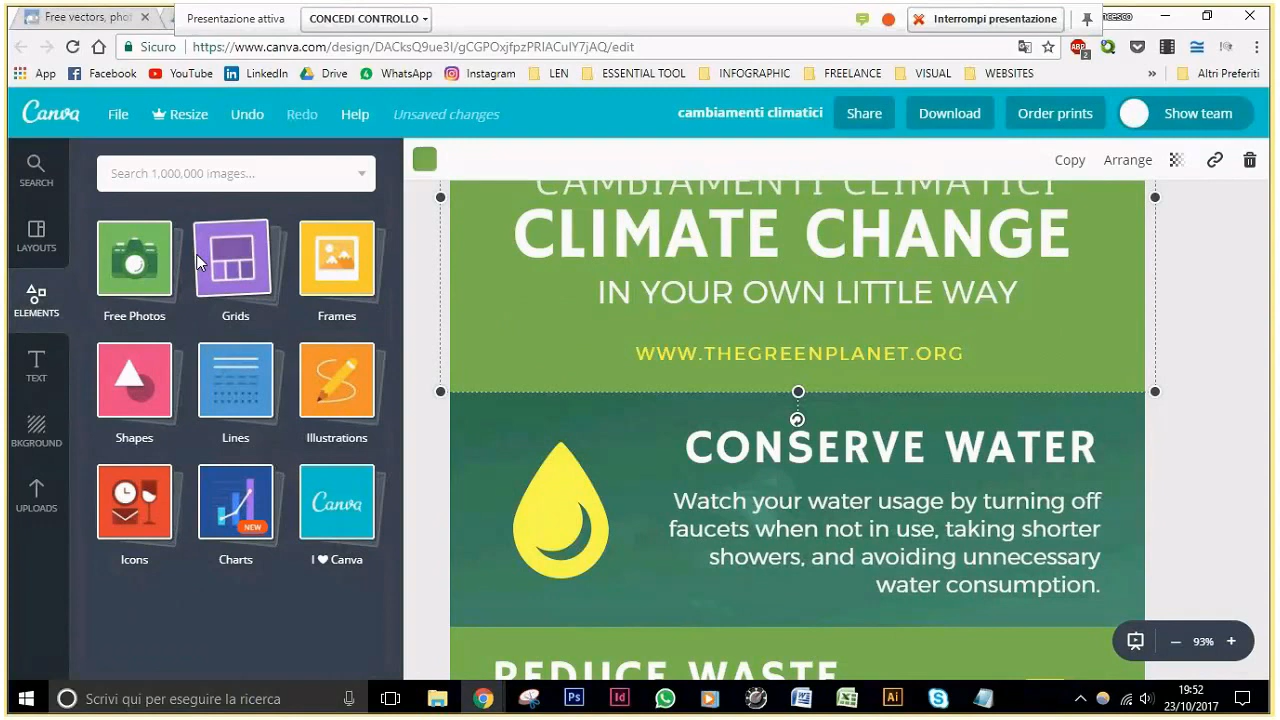 Free vectors, phot
Presentazione attiva
CONCEDI CONTROLLO
Interrompi presentazione
Sicuro
https://www.canva.com/design/DACksQ9ue3I/gCGPOxjfpzPRIACuIY7jAQ/edit
ABP
2
App
Facebook
YouTube
LinkedIn
Drive
WhatsApp
Instagram
LEN
ESSENTIAL TOOL
INFOGRAPHIC
FREELANCE
VISUAL
WEBSITES
»
Altri Preferiti
Canva
File
Resize
Undo
Redo
Help
Unsaved changes
cambiamenti climatici
Share
Download
Order prints
Show team
SEARCH
LAYOUTS
ELEMENTS
TEXT
BKGROUND
UPLOADS
Search 1,000,000 images...
Free Photos
Grids
Frames
Shapes
Lines
Illustrations
NEW
Canva
Icons
Charts
I ♥ Canva
Copy
Arrange
CAMBIAMENTI CLIMATICI
CLIMATE CHANGE
IN YOUR OWN LITTLE WAY
WWW.THEGREENPLANET.ORG
CONSERVE WATER
Watch your water usage by turning off
faucets when not in use, taking shorter
showers, and avoiding unnecessary
water consumption.
REDUCE WASTE
93%
Scrivi qui per eseguire la ricerca
Ps
Id
Ai
19:52
23/10/2017